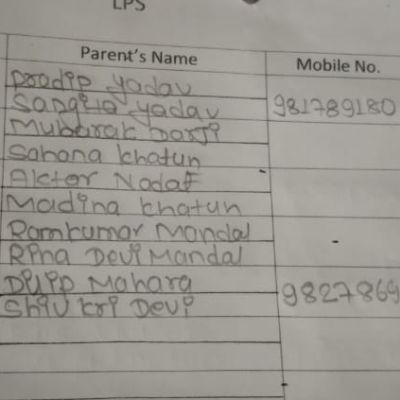 LPS
Parent's Name Mobile No.
Pradip yadav
Sangita yadav 981789180
Mubarak Darji
Sahana khatun
Aktar Nadaf
Madina khatun
Ramkumar Mandal
Rina Devi Mandal
Dilip Mahara 9827869
Shiv kri Devi